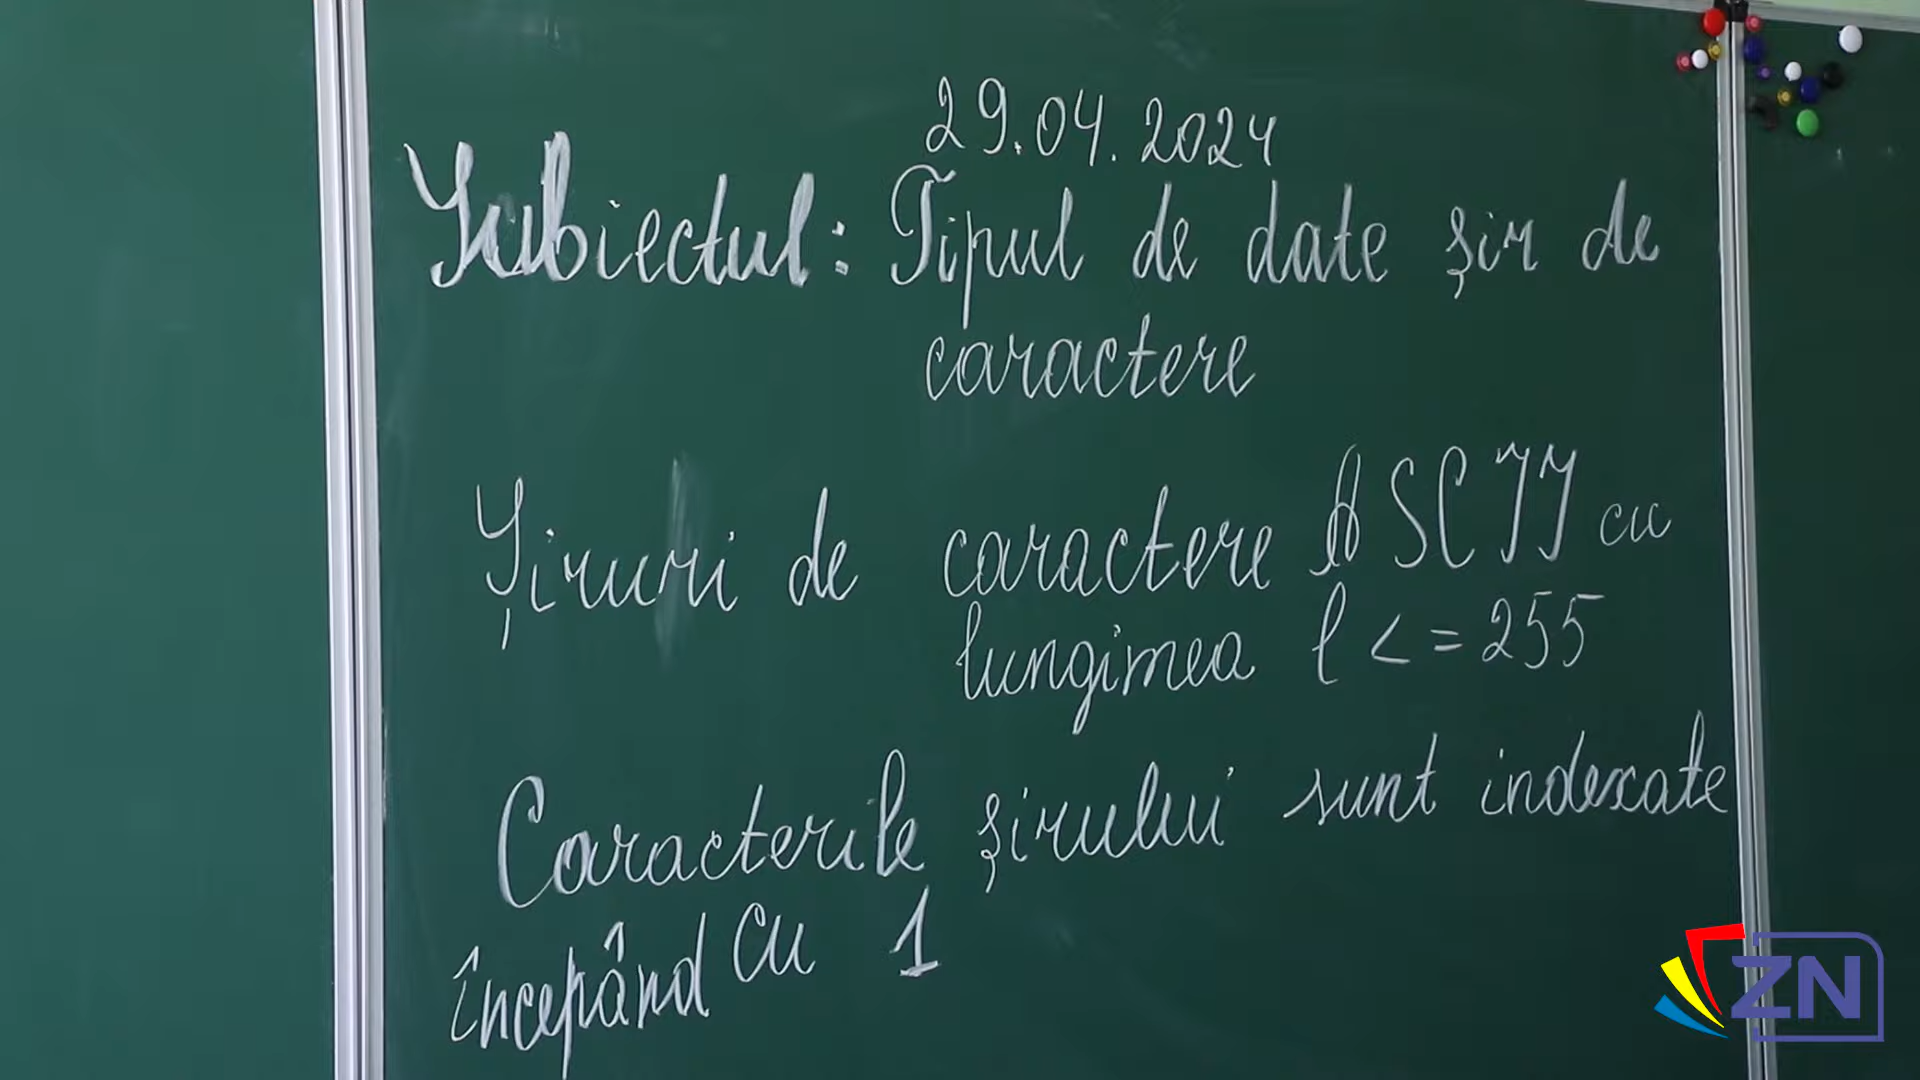 29.04.2024
Subiectul: Tipul de date șir de
caractere
Șiruri de caractere ASCII cu
lungimea l <= 255
Caracterile șirului sunt indexate
începând cu 1
ZN